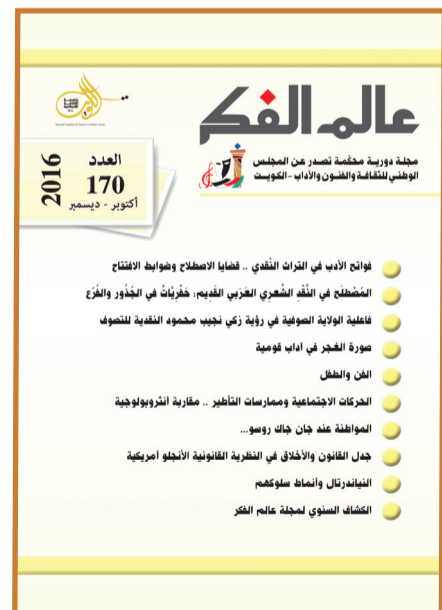 عالم الفكر
مجلة دورية محكمة تصدر عن المجلس
الوطني للثقافة والفنون والآداب - الكويت
2016
العدد
170
أكتوبر - ديسمبر
فواتح الأدب في التراث النقدي .. قضايا الاصطلاح وضوابط الافتتاح
المُصْطلَح في النَّقْدِ الشِّعري العَرَبي القَديم: حَفْريَّاتٌ في الجُذُور والفُرَع
فاعلية الولاية الصوفية في رؤية زكي نجيب محمود النقدية للتصوف
صورة الغجر في آداب قومية
الفن والطفل
الحركات الاجتماعية وممارسات التأطير .. مقاربة أنثروبولوجية
المواطنة عند جان جاك روسو...
جدل القانون والأخلاق في النظرية القانونية الأنجلو أمريكية
النياندرتال وأنماط سلوكهم
الكشاف السنوي لمجلة عالم الفكر